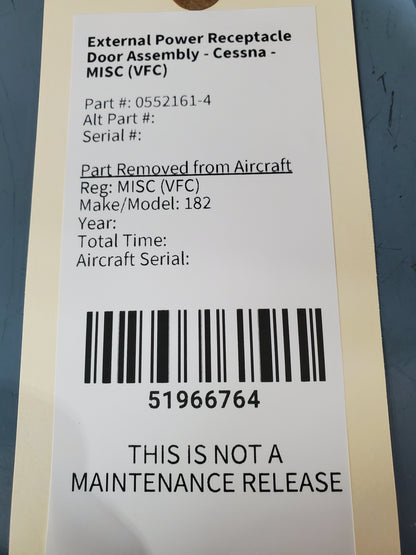 External Power Receptacle
Door Assembly - Cessna -
MISC (VFC)
Part #: 0552161-4
Alt Part #:
Serial #:
Part Removed from Aircraft
Reg: MISC (VFC)
Make/Model: 182
Year:
Total Time:
Aircraft Serial:
51966764
THIS IS NOT A
MAINTENANCE RELEASE